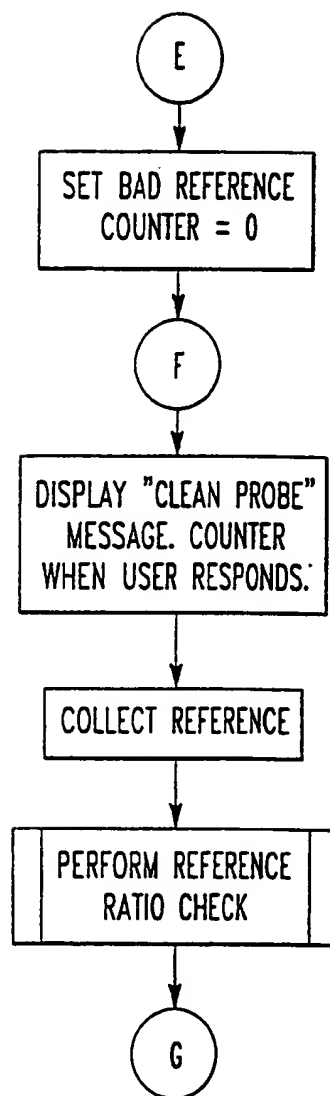 E
SET BAD REFERENCE
COUNTER = 0
F
DISPLAY "CLEAN PROBE"
MESSAGE. COUNTER
WHEN USER RESPONDS.
COLLECT REFERENCE
PERFORM REFERENCE
RATIO CHECK
G